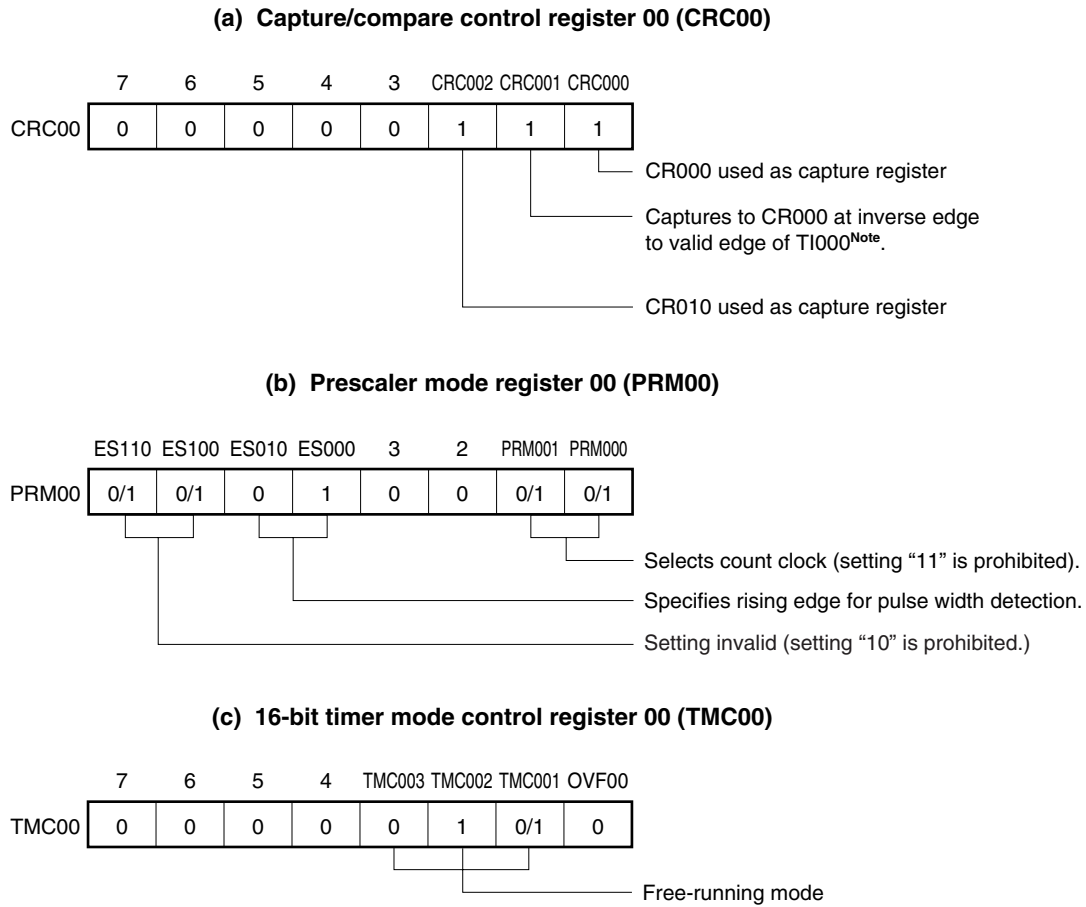 (a) Capture/compare control register 00 (CRC00)
7 6 5 4 3 CRC002 CRC001 CRC000
CRC00 0 0 0 0 0 1 1 1
CR000 used as capture register
Captures to CR000 at inverse edge
to valid edge of TI000Note.
CR010 used as capture register
(b) Prescaler mode register 00 (PRM00)
ES110 ES100 ES010 ES000 3 2 PRM001 PRM000
PRM00 0/1 0/1 0 1 0 0 0/1 0/1
Selects count clock (setting “11” is prohibited).
Specifies rising edge for pulse width detection.
Setting invalid (setting “10” is prohibited.)
(c) 16-bit timer mode control register 00 (TMC00)
7 6 5 4 TMC003 TMC002 TMC001 OVF00
TMC00 0 0 0 0 0 1 0/1 0
Free-running mode